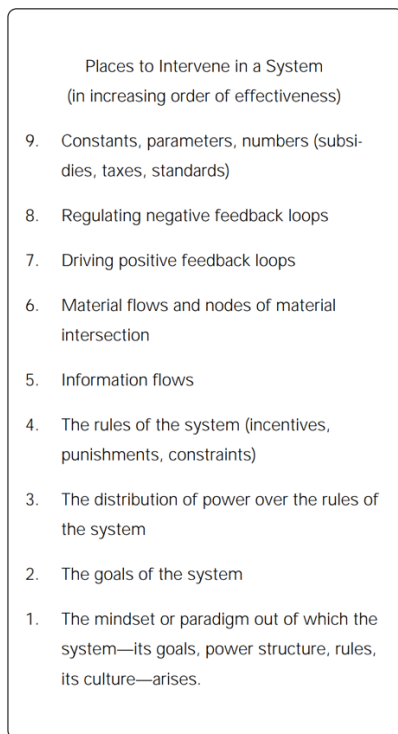 Places to Intervene in a System
(in increasing order of effectiveness)
9. Constants, parameters, numbers (subsi-
dies, taxes, standards)
8. Regulating negative feedback loops
7. Driving positive feedback loops
6. Material flows and nodes of material
intersection
5. Information flows
4. The rules of the system (incentives,
punishments, constraints)
3. The distribution of power over the rules of
the system
2. The goals of the system
1. The mindset or paradigm out of which the
system—its goals, power structure, rules,
its culture—arises.